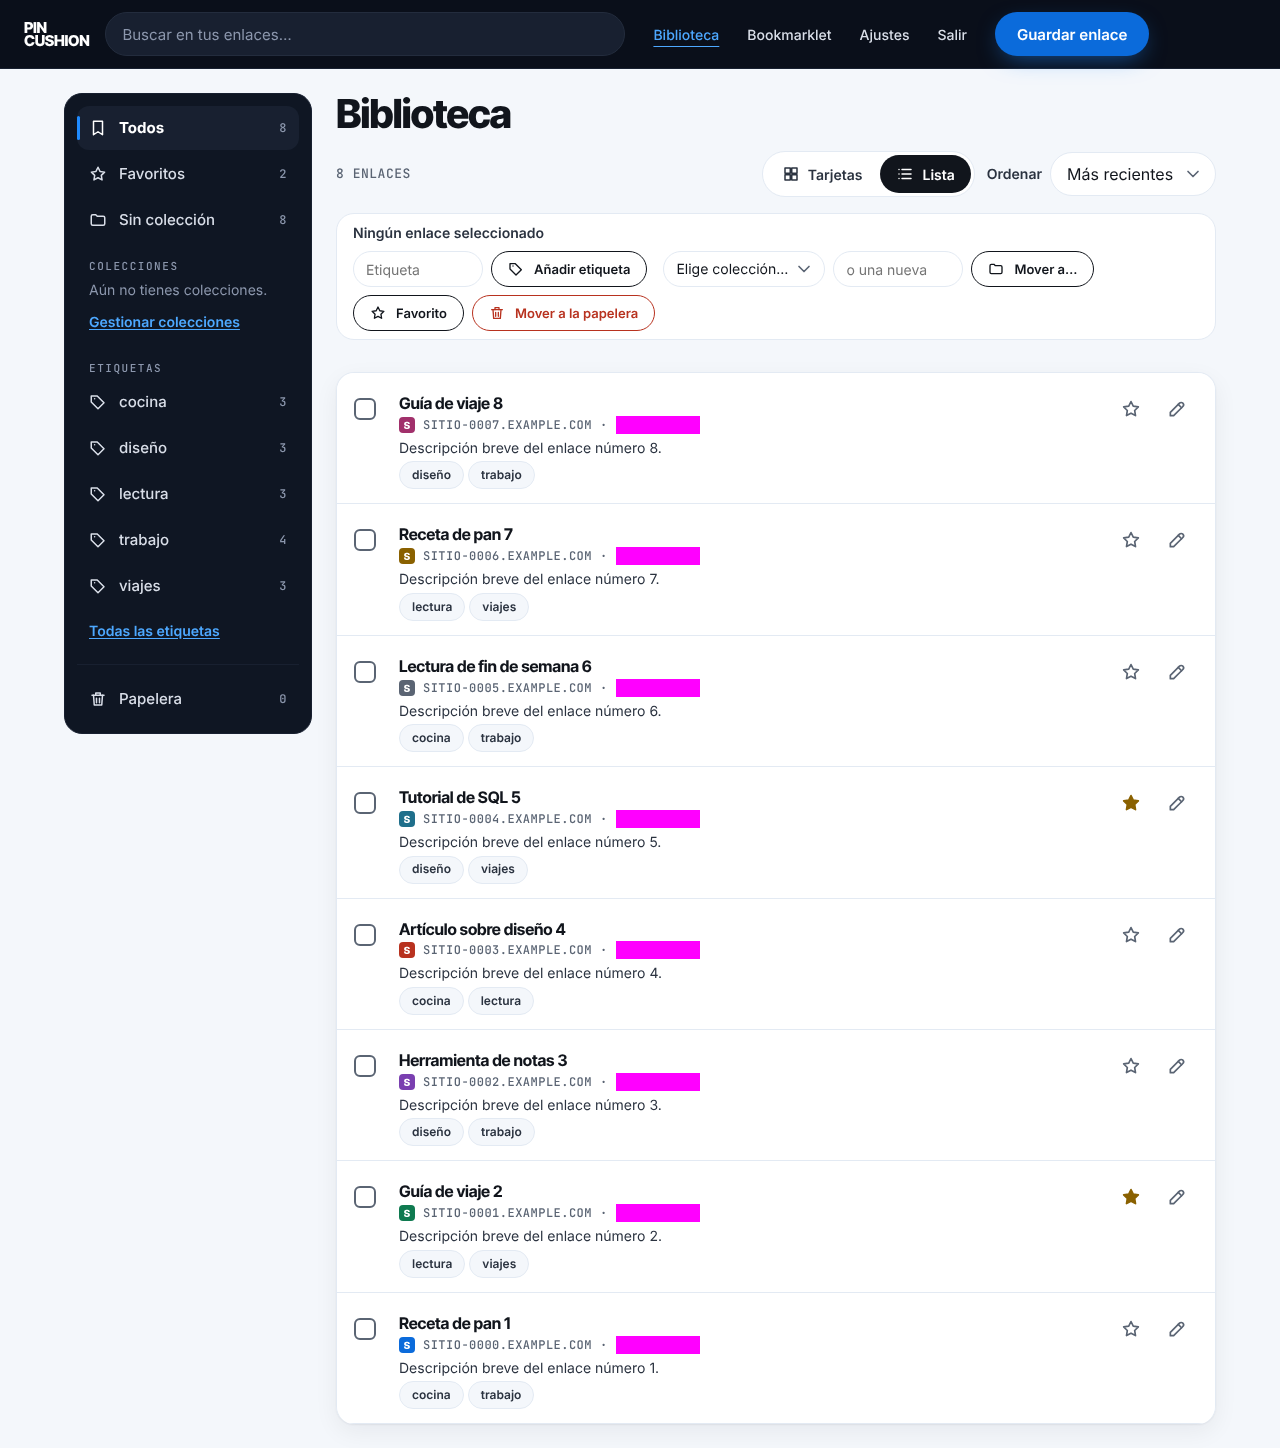 PIN
CUSHION
Buscar en tus enlaces...
Biblioteca
Bookmarklet
Ajustes
Salir
Guardar enlace
Todos 8
Favoritos 2
Sin colección 8
COLECCIONES
Aún no tienes colecciones.
Gestionar colecciones
ETIQUETAS
cocina 3
diseño 3
lectura 3
trabajo 4
viajes 3
Todas las etiquetas
Papelera 0
Biblioteca
8 ENLACES
Tarjetas
Lista
Ordenar
Más recientes
Ningún enlace seleccionado
Etiqueta
Añadir etiqueta
Elige colección...
o una nueva
Mover a...
Favorito
Mover a la papelera
Guía de viaje 8
S SITIO-0007.EXAMPLE.COM ·
Descripción breve del enlace número 8.
diseño trabajo
Receta de pan 7
S SITIO-0006.EXAMPLE.COM ·
Descripción breve del enlace número 7.
lectura viajes
Lectura de fin de semana 6
S SITIO-0005.EXAMPLE.COM ·
Descripción breve del enlace número 6.
cocina trabajo
Tutorial de SQL 5
S SITIO-0004.EXAMPLE.COM ·
Descripción breve del enlace número 5.
diseño viajes
Artículo sobre diseño 4
S SITIO-0003.EXAMPLE.COM ·
Descripción breve del enlace número 4.
cocina lectura
Herramienta de notas 3
S SITIO-0002.EXAMPLE.COM ·
Descripción breve del enlace número 3.
diseño trabajo
Guía de viaje 2
S SITIO-0001.EXAMPLE.COM ·
Descripción breve del enlace número 2.
lectura viajes
Receta de pan 1
S SITIO-0000.EXAMPLE.COM ·
Descripción breve del enlace número 1.
cocina trabajo